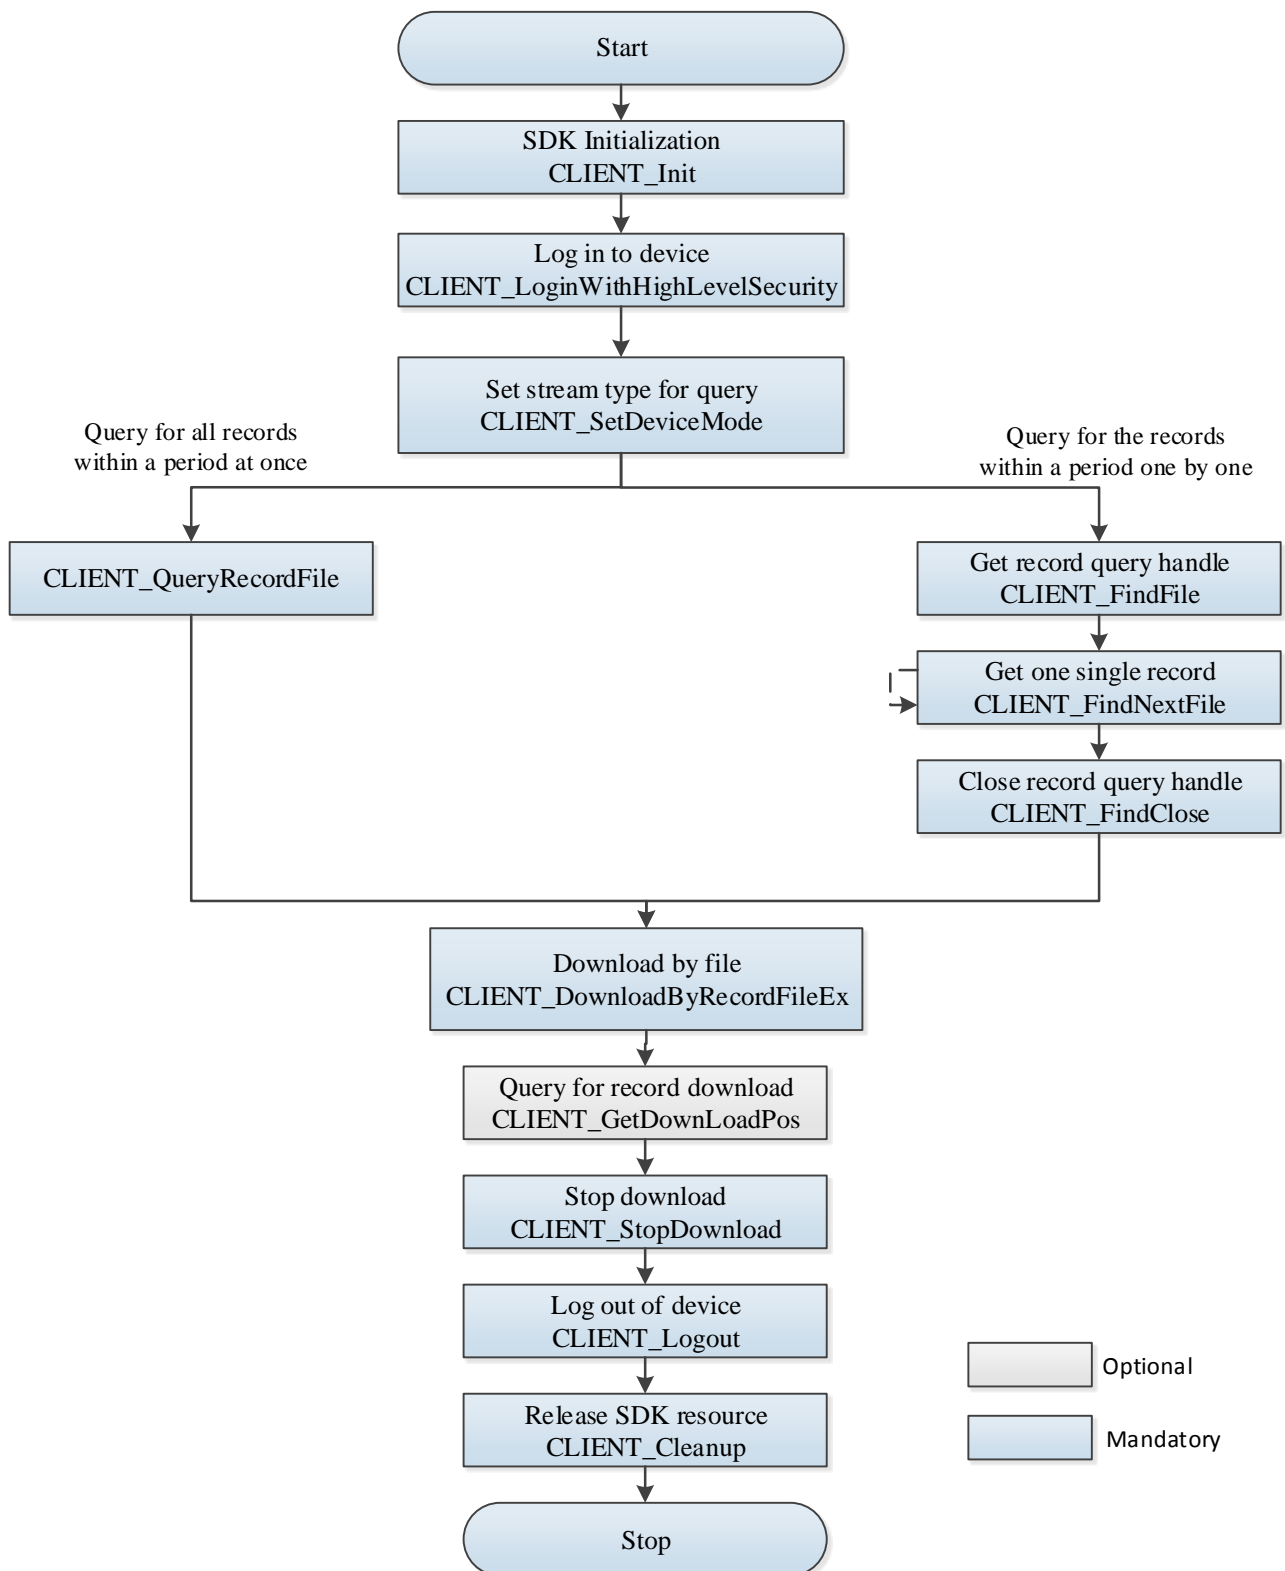 Start
SDK Initialization
CLIENT_Init
Log in to device
CLIENT_LoginWithHighLevelSecurity
Set stream type for query
CLIENT_SetDeviceMode
Query for all records
within a period at once
Query for the records
within a period one by one
CLIENT_QueryRecordFile
Get record query handle
CLIENT_FindFile
Get one single record
CLIENT_FindNextFile
Close record query handle
CLIENT_FindClose
Download by file
CLIENT_DownloadByRecordFileEx
Query for record download
CLIENT_GetDownLoadPos
Stop download
CLIENT_StopDownload
Log out of device
CLIENT_Logout
Release SDK resource
CLIENT_Cleanup
Stop
Optional
Mandatory